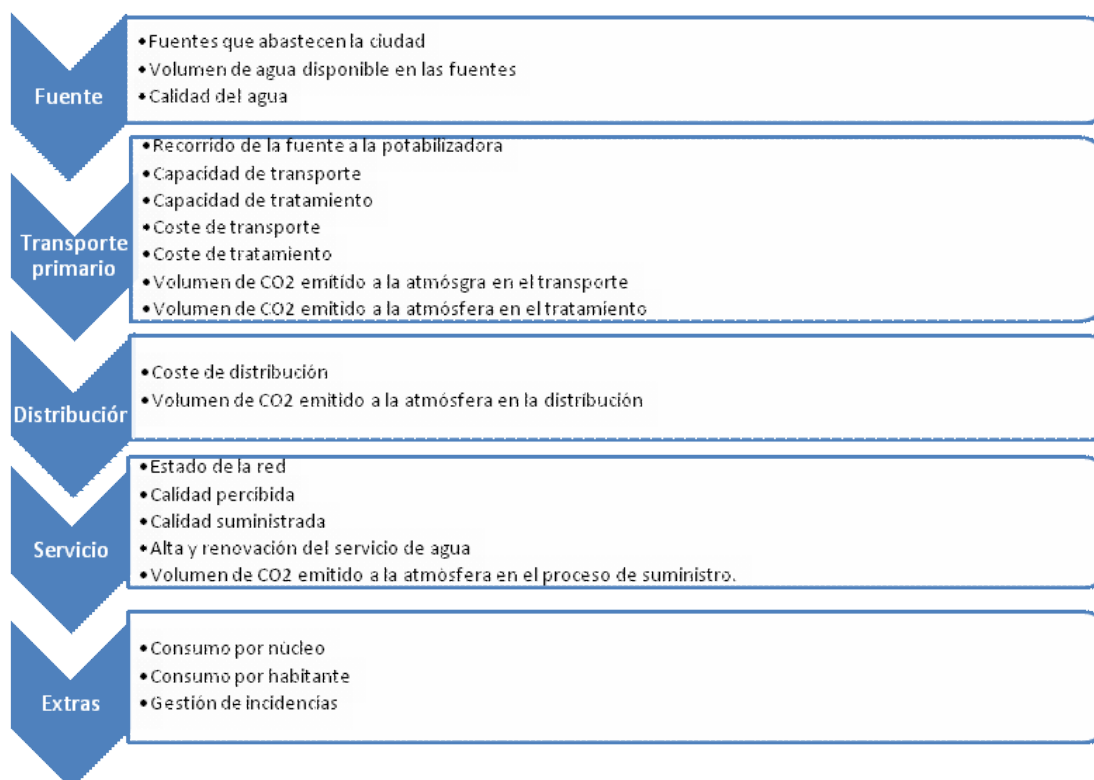 Fuente
•Fuentes que abastecen la ciudad
•Volumen de agua disponible en las fuentes
•Calidad del agua
Transporte
primario
•Recorrido de la fuente a la potabilizadora
•Capacidad de transporte
•Capacidad de tratamiento
•Coste de transporte
•Coste de tratamiento
•Volumen de CO2 emitido a la atmósgra en el transporte
•Volumen de CO2 emitido a la atmósfera en el tratamiento
Distribución
•Coste de distribución
•Volumen de CO2 emitido a la atmósfera en la distribución
Servicio
•Estado de la red
•Calidad percibida
•Calidad suministrada
•Alta y renovación del servicio de agua
•Volumen de CO2 emitido a la atmósfera en el proceso de suministro.
Extras
•Consumo por núcleo
•Consumo por habitante
•Gestión de incidencias